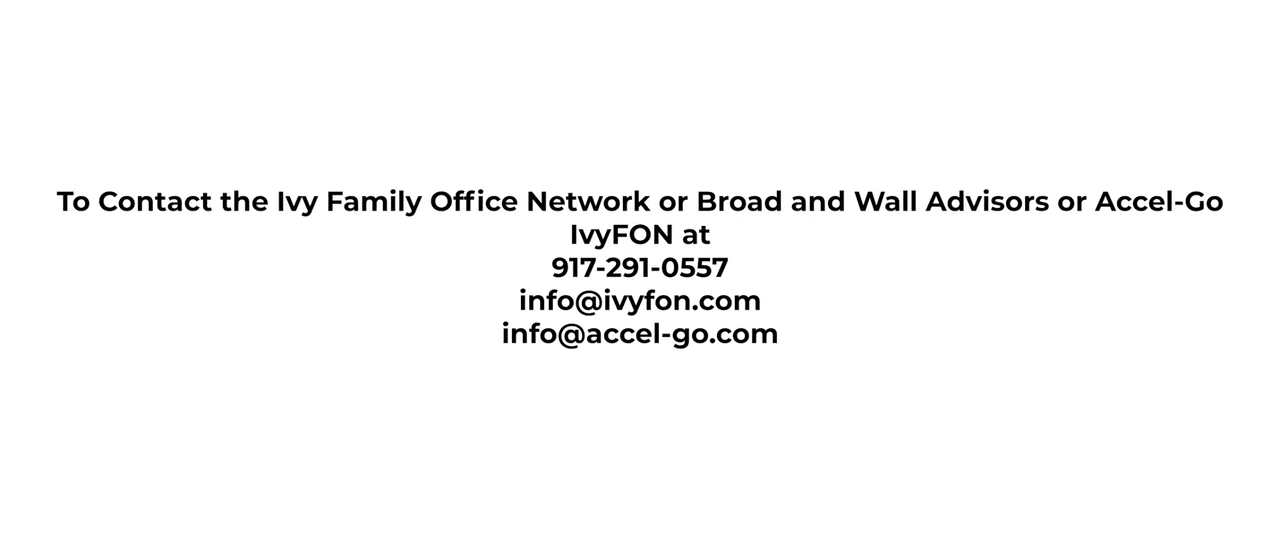 To Contact the Ivy Family Office Network or Broad and Wall Advisors or Accel-Go
IvyFON at
917-291-0557
info@ivyfon.com
info@accel-go.com